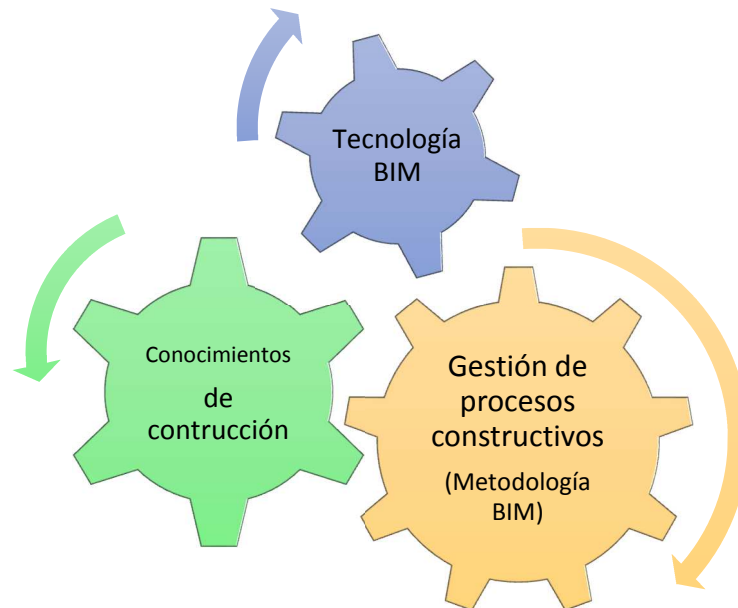 Tecnología
BIM
Conocimientos
de
contrucción
Gestión de
procesos
constructivos
(Metodología
BIM)